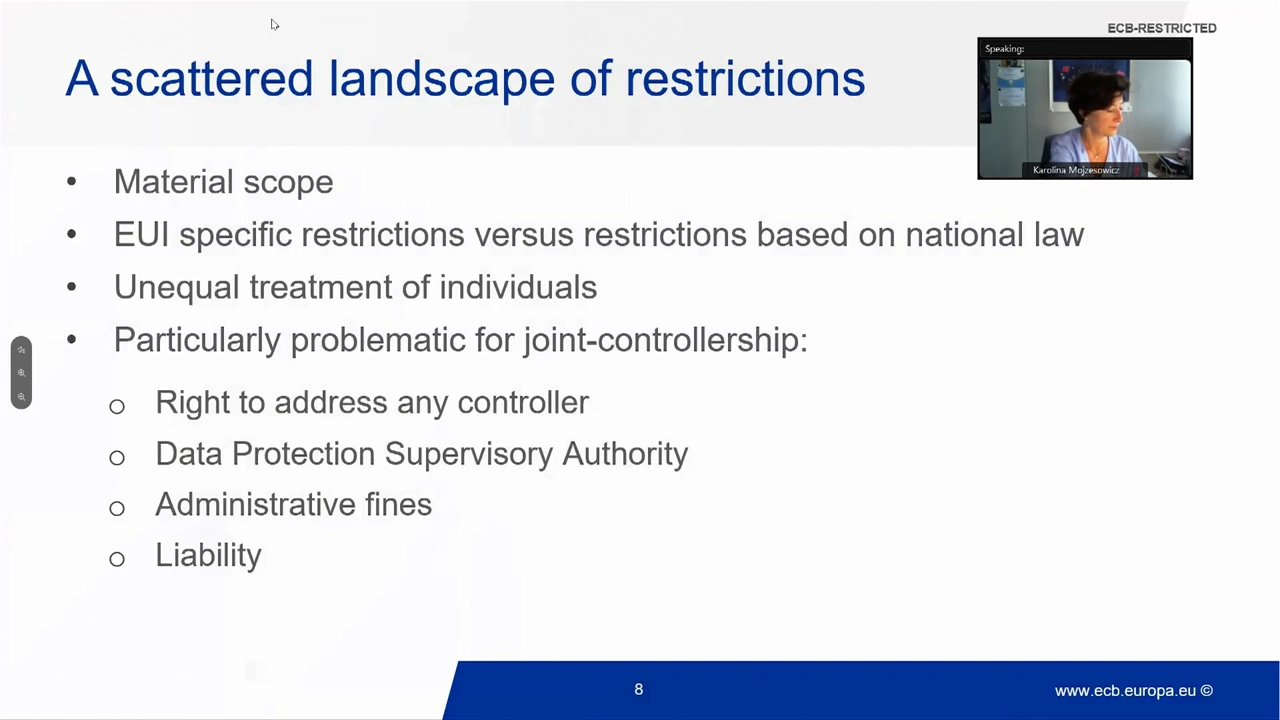 ECB-RESTRICTED
A scattered landscape of restrictions
Speaking:
Karolina Mojzesowicz
• Material scope
• EUI specific restrictions versus restrictions based on national law
• Unequal treatment of individuals
• Particularly problematic for joint-controllership:
o Right to address any controller
o Data Protection Supervisory Authority
o Administrative fines
o Liability
8
www.ecb.europa.eu ©